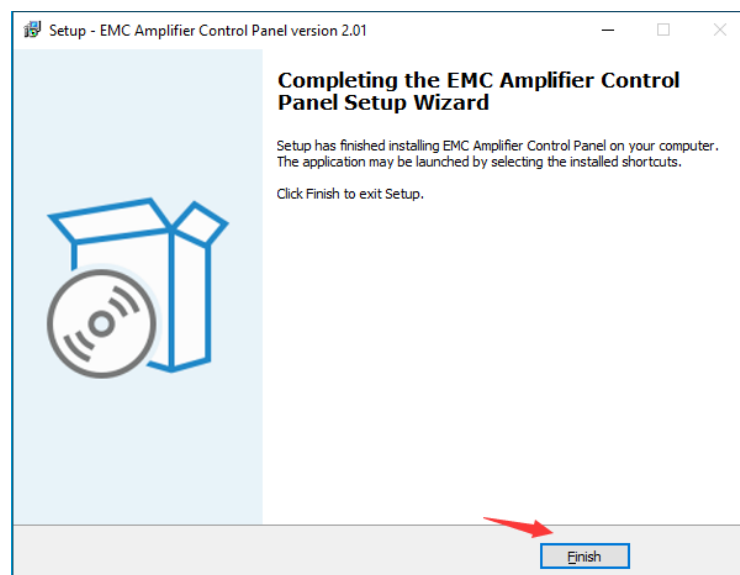 Setup - EMC Amplifier Control Panel version 2.01
Completing the EMC Amplifier Control
Panel Setup Wizard
Setup has finished installing EMC Amplifier Control Panel on your computer.
The application may be launched by selecting the installed shortcuts.
Click Finish to exit Setup.
Finish